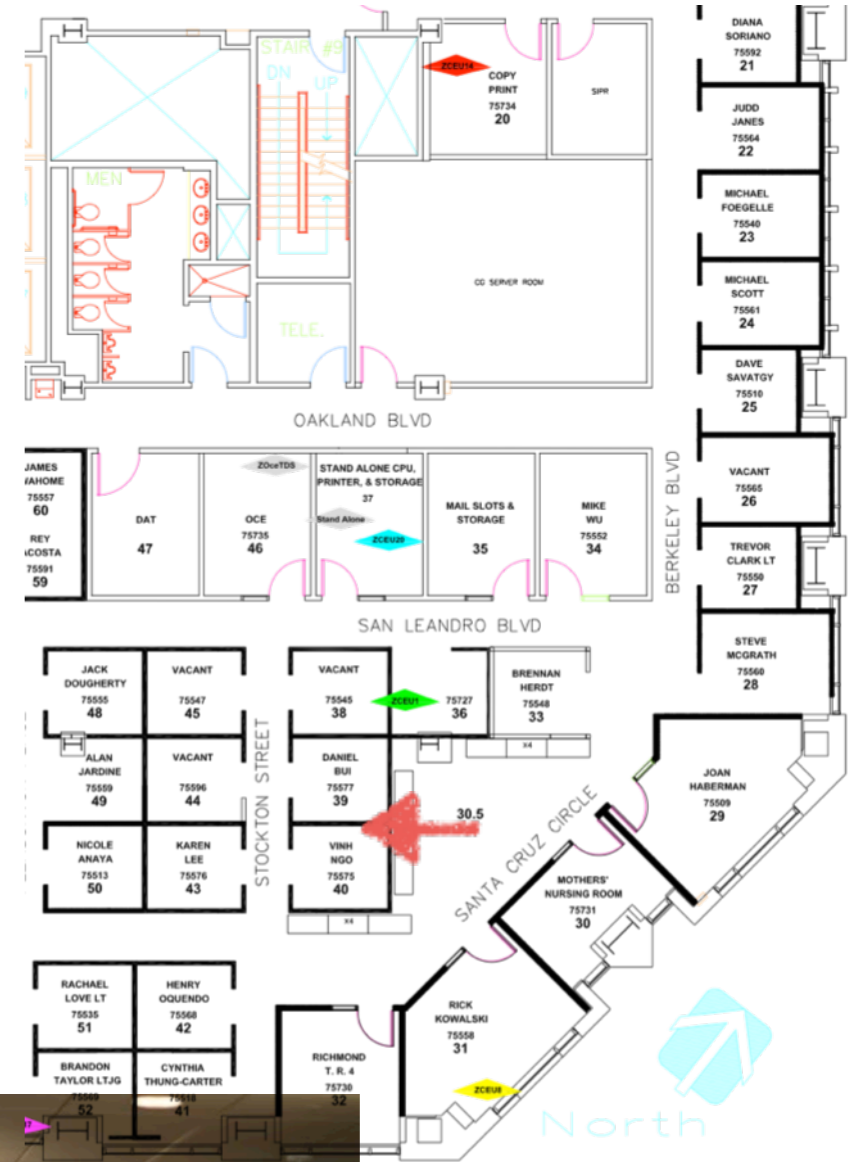 DIANA
SORIANO
75592
21
STAIR #9
DN
UP
ZCEU14
COPY
PRINT
75734
20
SIPR
JUDD
JANES
75564
22
MEN
MICHAEL
FOEGELLE
75540
23
CG SERVER ROOM
MICHAEL
SCOTT
75561
24
TELE.
DAVE
SAVATGY
75510
25
OAKLAND BLVD
BERKELEY BLVD
JAMES
75557
60
REY
ACOSTA
75591
59
DAT
47
ZOceTDS
OCE
75735
46
STAND ALONE CPU,
PRINTER, & STORAGE
37
Stand Alone
ZCEU20
MAIL SLOTS &
STORAGE
35
MIKE
WU
75552
34
VACANT
75565
26
TREVOR
CLARK LT
75550
27
SAN LEANDRO BLVD
STEVE
MCGRATH
75560
28
JACK
DOUGHERTY
75555
48
VACANT
75547
45
VACANT
75545
38
ZCEU1
75727
36
BRENNAN
HERDT
75548
33
X4
STOCKTON STREET
ALAN
JARDINE
75559
49
VACANT
75596
44
DANIEL
BUI
75577
39
JOAN
HABERMAN
75509
29
30.5
SANTA CRUZ CIRCLE
NICOLE
ANAYA
75513
50
KAREN
LEE
75576
43
VINH
NGO
75575
40
X6
MOTHERS'
NURSING ROOM
75731
30
RACHAEL
LOVE LT
75535
51
HENRY
OQUENDO
75568
42
RICK
KOWALSKI
75558
31
BRANDON
TAYLOR LTJG
75569
52
CYNTHIA
THUNG-CARTER
75518
41
RICHMOND
T. R. 4
75730
32
ZCEU8
North